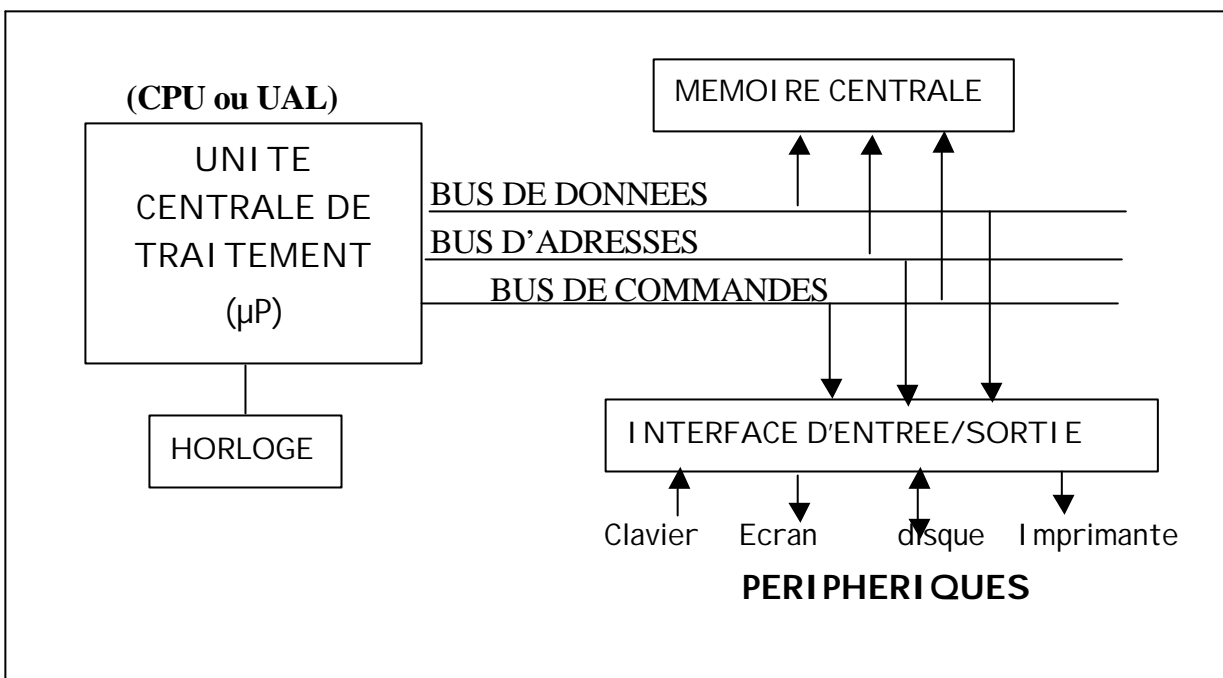 (CPU ou UAL)
UNITE
CENTRALE DE
TRAITEMENT
(µP)
HORLOGE
MEMOIRE CENTRALE
BUS DE DONNEES
BUS D’ADRESSES
BUS DE COMMANDES
INTERFACE D’ENTREE/SORTIE
Clavier Ecran disque Imprimante
PERIPHERIQUES